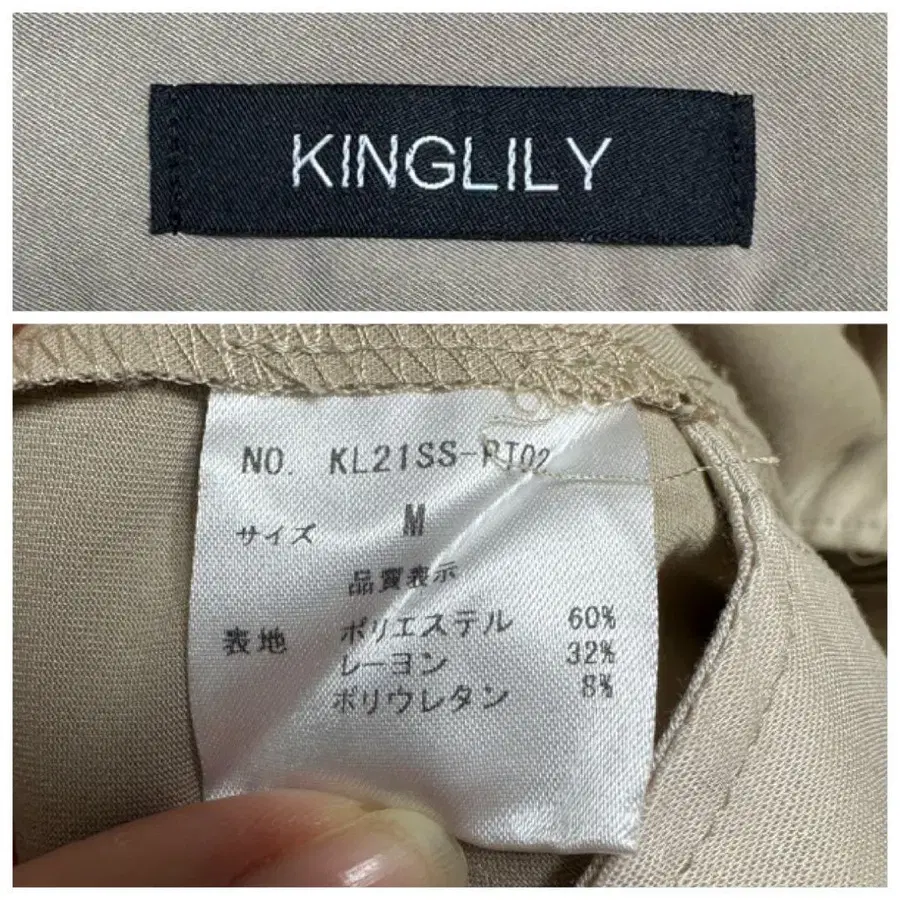 KINGLILY
NO. KL21SS-PT02
サイズ M
品質表示
表地 ポリエステル 60%
レーヨン 32%
ポリウレタン 8%